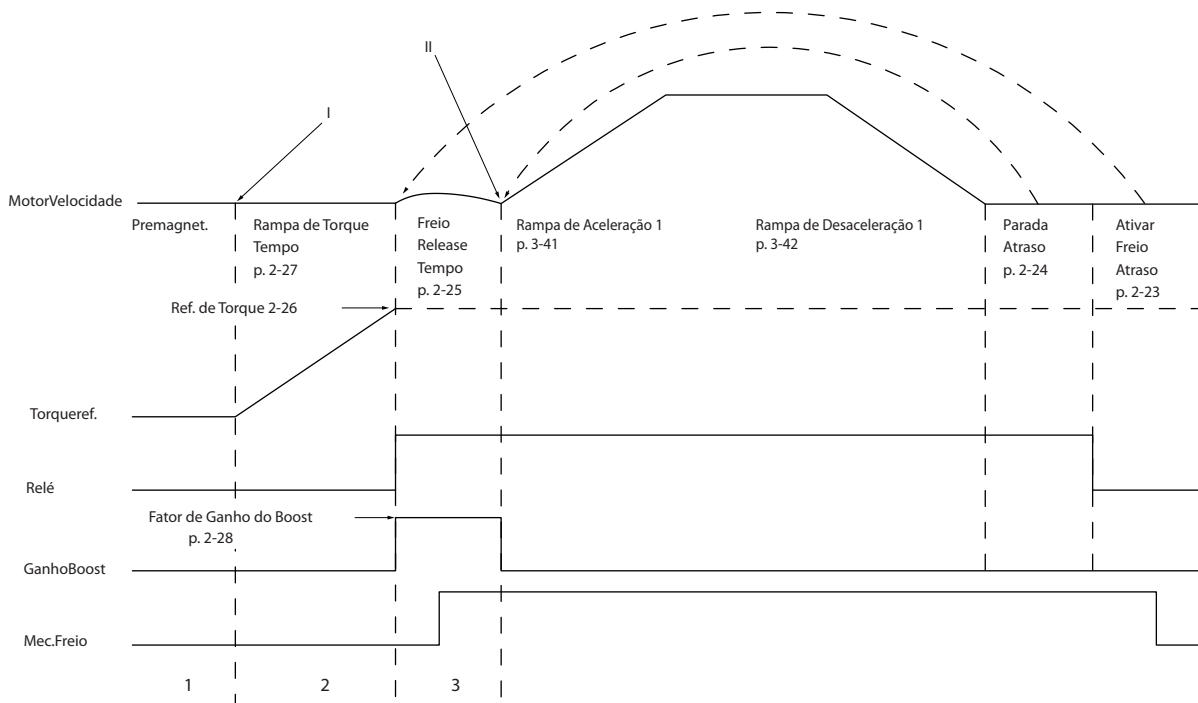 I
II
MotorVelocidade
Premagnet.
Rampa de Torque
Tempo
p. 2-27
Freio
Release
Tempo
p. 2-25
Rampa de Aceleração 1
p. 3-41
Rampa de Desaceleração 1
p. 3-42
Parada
Atraso
p. 2-24
Ativar
Freio
Atraso
p. 2-23
Ref. de Torque 2-26
Torqueref.
Relé
Fator de Ganho do Boost
p. 2-28
GanhoBoost
Mec.Freio
1
2
3